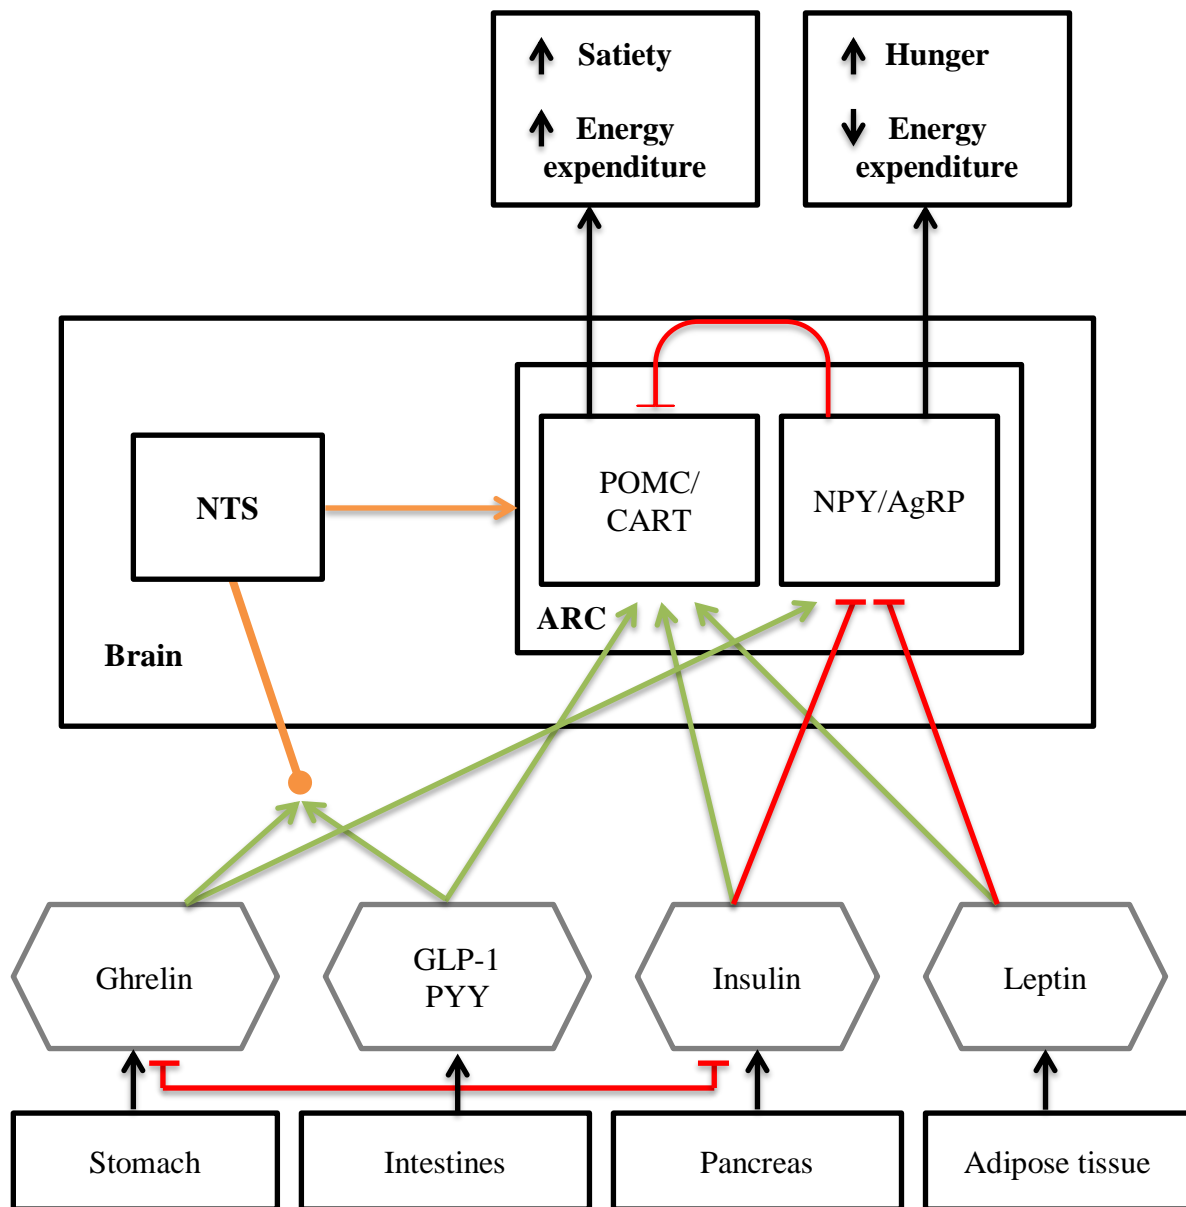 Satiety
Energy
expenditure
Hunger
Energy
expenditure
NTS
POMC/
CART
NPY/AgRP
ARC
Brain
Ghrelin
GLP-1
PYY
Insulin
Leptin
Stomach
Intestines
Pancreas
Adipose tissue